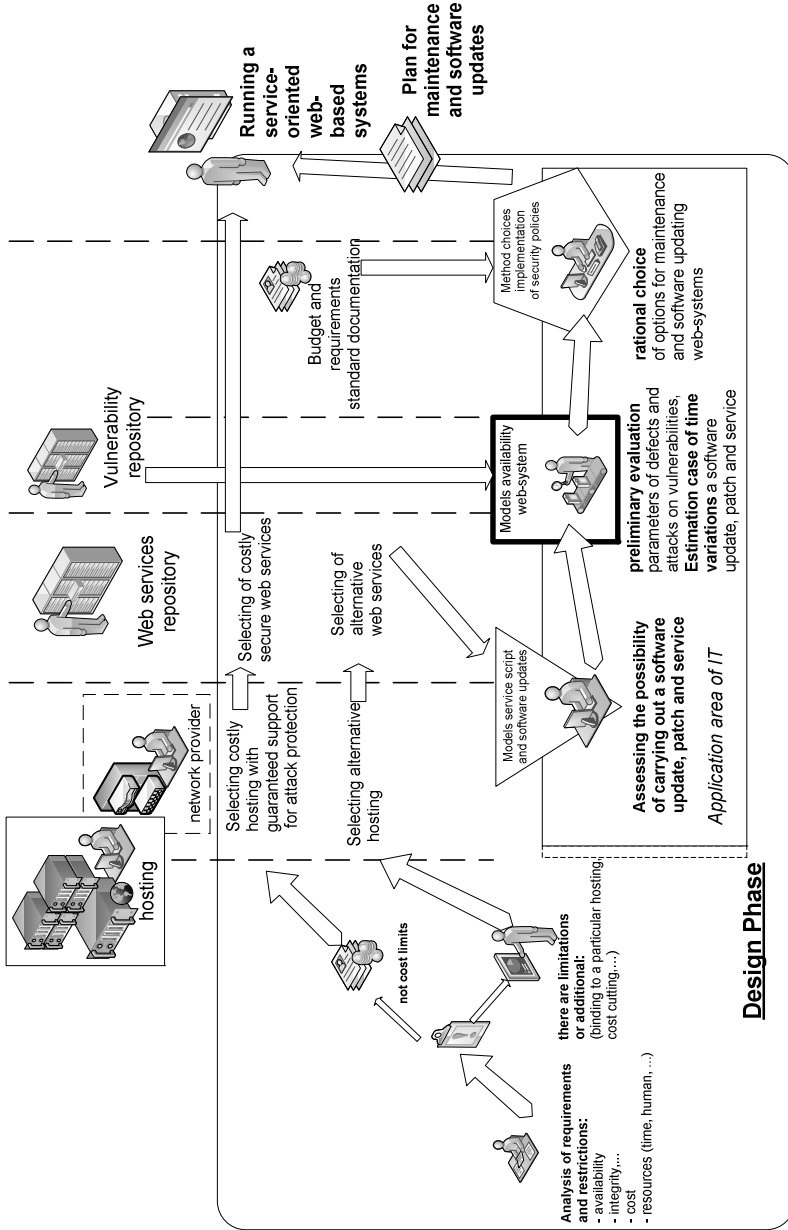 hosting
network provider
Web services
repository
Vulnerability
repository
Running a
service-
oriented
web-
based
systems
Plan for
maintenance
and software
updates
Selecting costly
hosting with
guaranteed support
for attack protection
Selecting of costly
secure web services
Budget and
requirements
standard documentation
not cost limits
Selecting alternative
hosting
Selecting of
alternative
web services
Analysis of requirements
and restrictions:
- availability
- integrity,...
- cost
- resources (time, human, ...)
there are limitations
or additional:
(binding to a particular hosting,
cost cutting,...)
Models service script
and software updates
Models availability
web-system
Method choices
implementation
of security policies
Assessing the possibility
of carrying out a software
update, patch and service
Application area of IT
preliminary evaluation
parameters of defects and
attacks on vulnerabilities,
Estimation case of time
variations a software
update, patch and service
rational choice
of options for maintenance
and software updating
web-systems
Design Phase